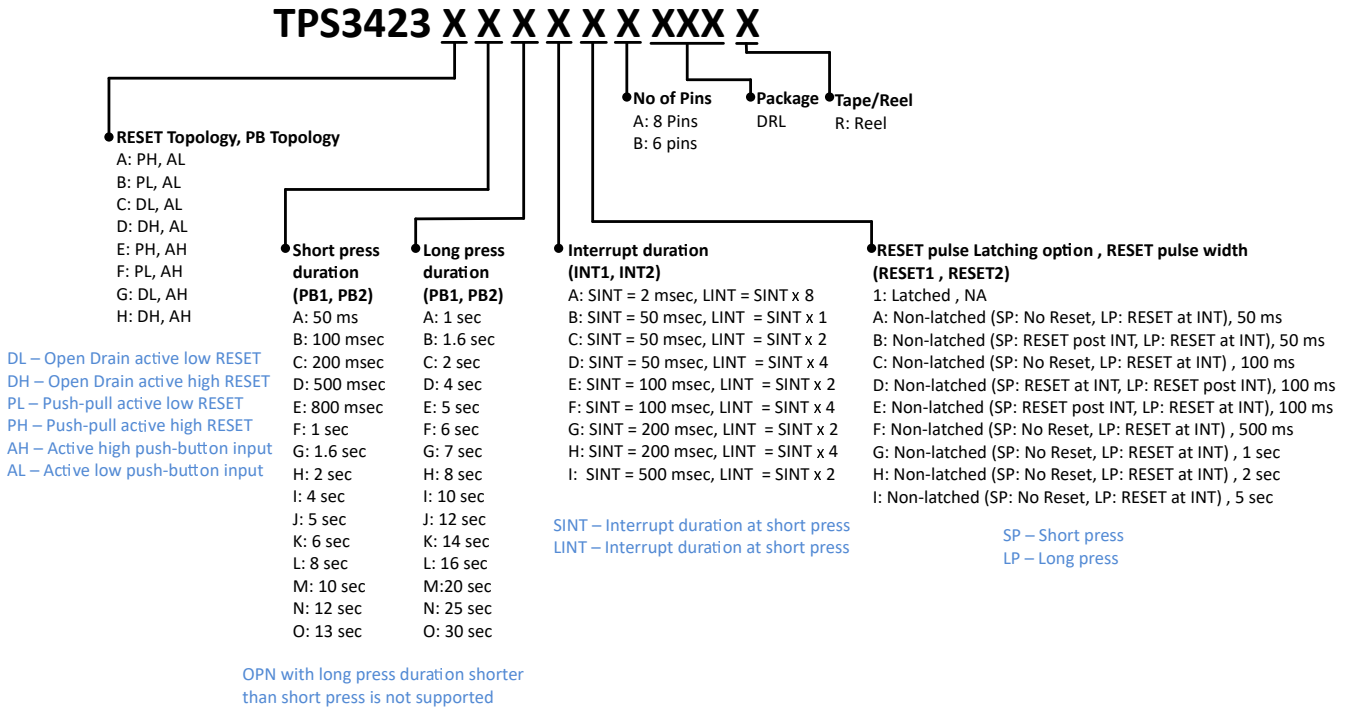 TPS3423 X X X X X X XXX X
No of Pins
A: 8 Pins
B: 6 pins
Package
DRL
Tape/Reel
R: Reel
RESET Topology, PB Topology
A: PH, AL
B: PL, AL
C: DL, AL
D: DH, AL
E: PH, AH
F: PL, AH
G: DL, AH
H: DH, AH
DL – Open Drain active low RESET
DH – Open Drain active high RESET
PL – Push-pull active low RESET
PH – Push-pull active high RESET
AH – Active high push-button input
AL – Active low push-button input
Short press
duration
(PB1, PB2)
A: 50 ms
B: 100 msec
C: 200 msec
D: 500 msec
E: 800 msec
F: 1 sec
G: 1.6 sec
H: 2 sec
I: 4 sec
J: 5 sec
K: 6 sec
L: 8 sec
M: 10 sec
N: 12 sec
O: 13 sec
Long press
duration
(PB1, PB2)
A: 1 sec
B: 1.6 sec
C: 2 sec
D: 4 sec
E: 5 sec
F: 6 sec
G: 7 sec
H: 8 sec
I: 10 sec
J: 12 sec
K: 14 sec
L: 16 sec
M:20 sec
N: 25 sec
O: 30 sec
OPN with long press duration shorter
than short press is not supported
Interrupt duration
(INT1, INT2)
A: SINT = 2 msec, LINT = SINT x 8
B: SINT = 50 msec, LINT = SINT x 1
C: SINT = 50 msec, LINT = SINT x 2
D: SINT = 50 msec, LINT = SINT x 4
E: SINT = 100 msec, LINT = SINT x 2
F: SINT = 100 msec, LINT = SINT x 4
G: SINT = 200 msec, LINT = SINT x 2
H: SINT = 200 msec, LINT = SINT x 4
I: SINT = 500 msec, LINT = SINT x 2
SINT – Interrupt duration at short press
LINT – Interrupt duration at short press
RESET pulse Latching option , RESET pulse width
(RESET1 , RESET2)
1: Latched , NA
A: Non-latched (SP: No Reset, LP: RESET at INT), 50 ms
B: Non-latched (SP: RESET post INT, LP: RESET at INT), 50 ms
C: Non-latched (SP: No Reset, LP: RESET at INT) , 100 ms
D: Non-latched (SP: RESET at INT, LP: RESET post INT), 100 ms
E: Non-latched (SP: RESET post INT, LP: RESET at INT), 100 ms
F: Non-latched (SP: No Reset, LP: RESET at INT) , 500 ms
G: Non-latched (SP: No Reset, LP: RESET at INT) , 1 sec
H: Non-latched (SP: No Reset, LP: RESET at INT) , 2 sec
I: Non-latched (SP: No Reset, LP: RESET at INT) , 5 sec
SP – Short press
LP – Long press